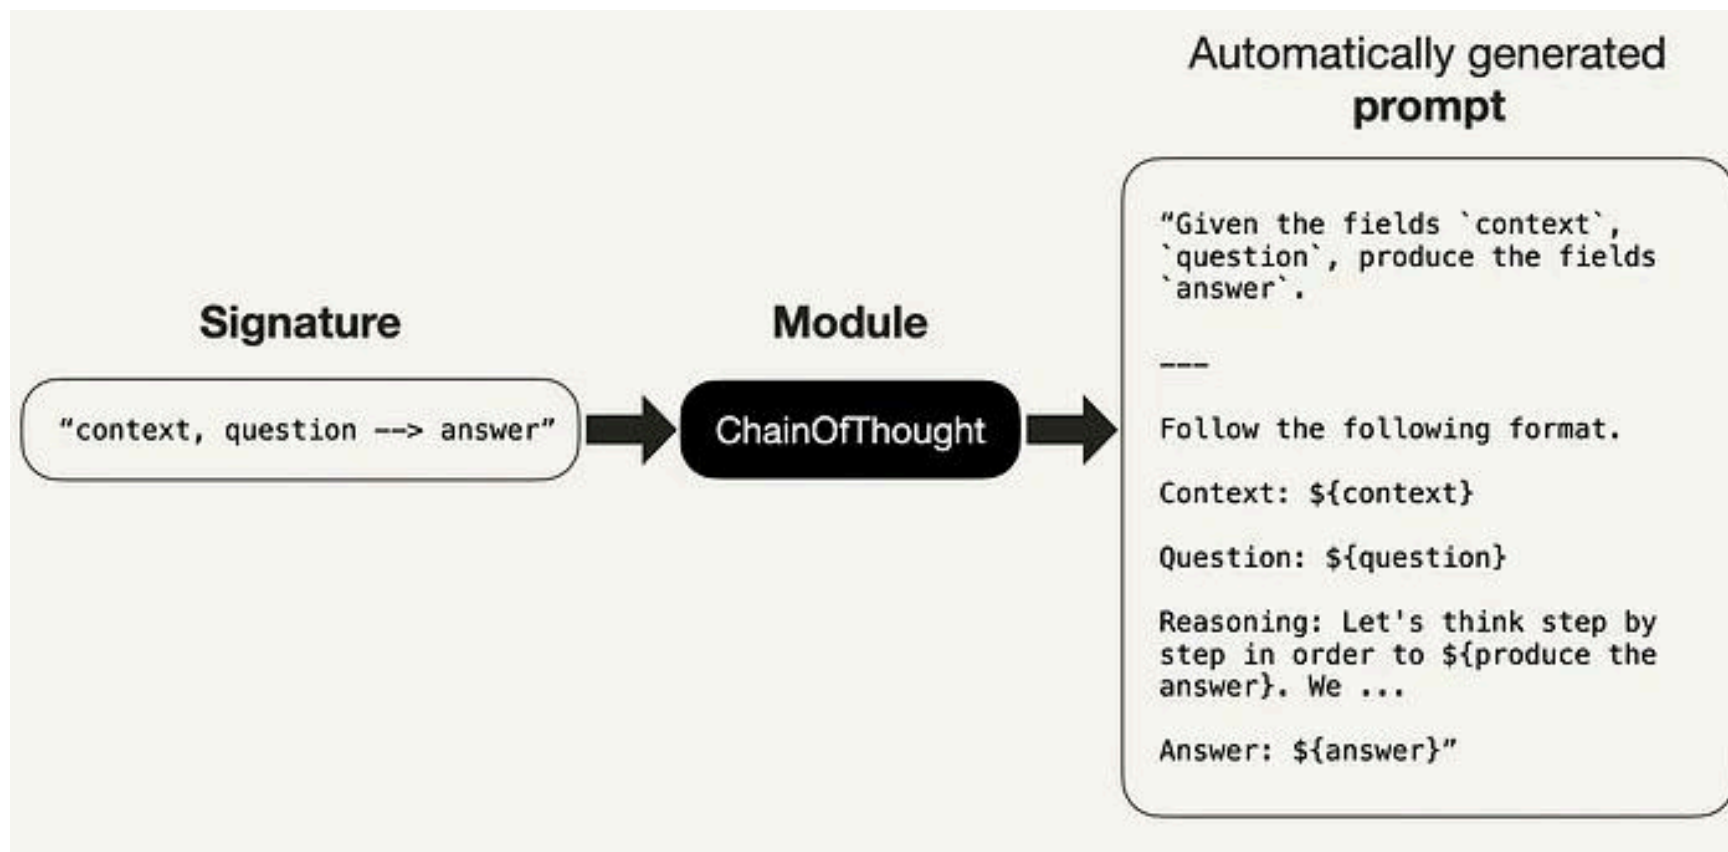 Signature
“context, question ––> answer”
Module
ChainOfThought
Automatically generated
prompt
“Given the fields `context`,
`question`, produce the fields
`answer`.
–––
Follow the following format.
Context: ${context}
Question: ${question}
Reasoning: Let's think step by
step in order to ${produce the
answer}. We ...
Answer: ${answer}”